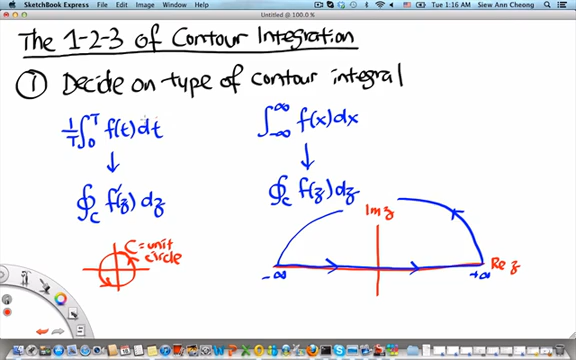 SketchBook Express File Edit Image Window Help Tue 1:16 AM Siew Ann Cheong
Untitled @ 100.0 %
The 1-2-3 of Contour Integration
① Decide on type of contour integral
1/T ∫₀ᵀ f(t) dt
∫₋∞^∞ f(x) dx
↓ ↓
∮_C f(z) dz
∮_C f(z) dz
Im z
C = unit
circle
Re z
-∞ +∞